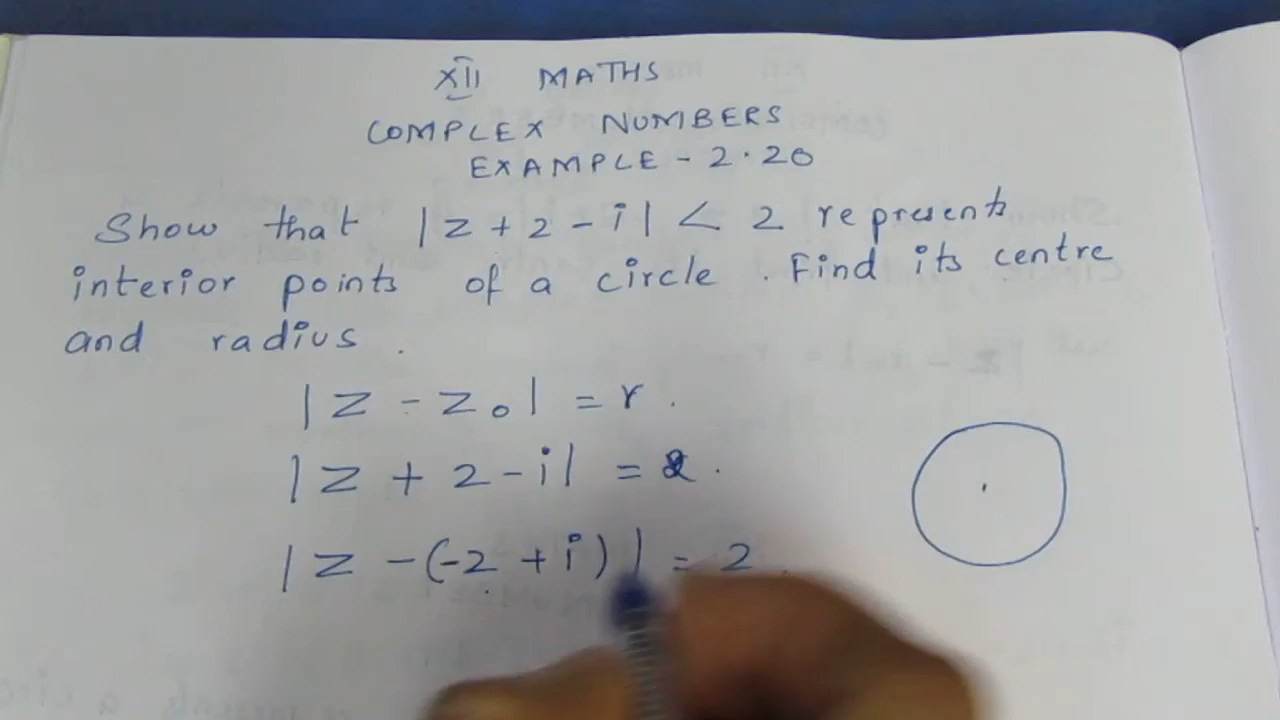 XII MATHS
COMPLEX NUMBERS
EXAMPLE - 2.20
Show that |z + 2 - i| < 2 represents
interior points of a circle. Find its centre
and radius.
|z - z₀| = r.
|z + 2 - i| = 2.
|z - (-2 + i)| = 2.